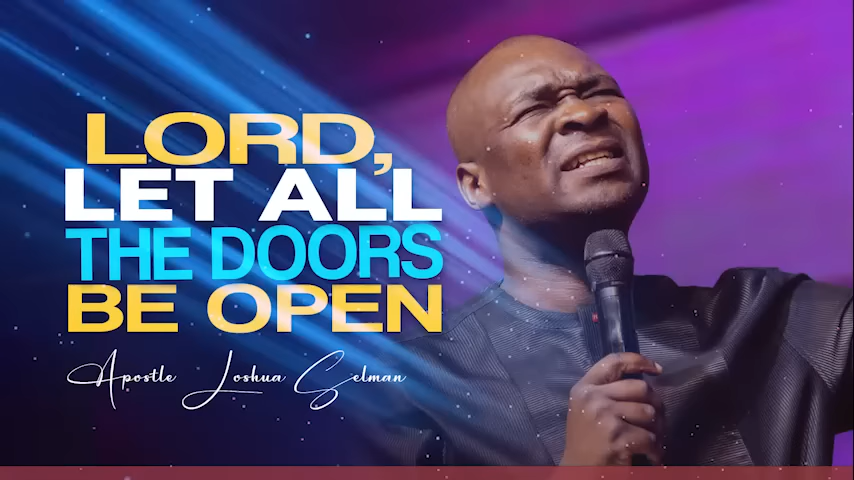 LORD,
LET ALL
THE DOORS
BE OPEN
Apostle Joshua Selman